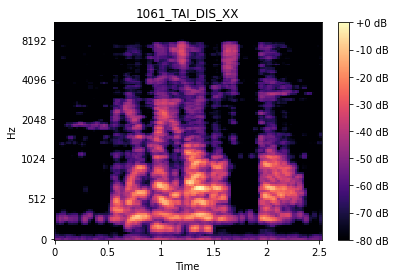 1061_TAI_DIS_XX
8192
4096
2048
1024
512
0
Hz
0
0.5
1
1.5
2
2.5
Time
+0 dB
-10 dB
-20 dB
-30 dB
-40 dB
-50 dB
-60 dB
-70 dB
-80 dB